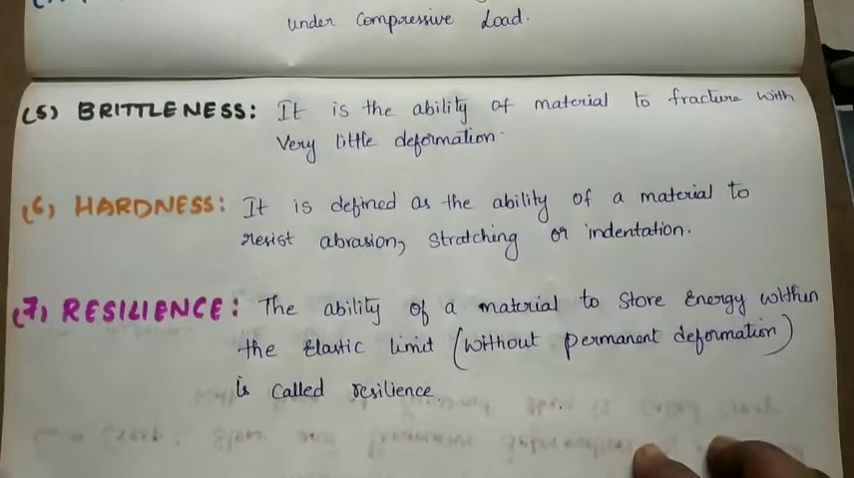 under Compressive Load.
(5) BRITTLENESS: It is the ability of material to fracture with
Very little deformation.
(6) HARDNESS: It is defined as the ability of a material to
resist abrasion, Stratching or indentation.
(7) RESILIENCE: The ability of a material to Store Energy within
the Elastic limit (without permanent deformation)
is called resilience.